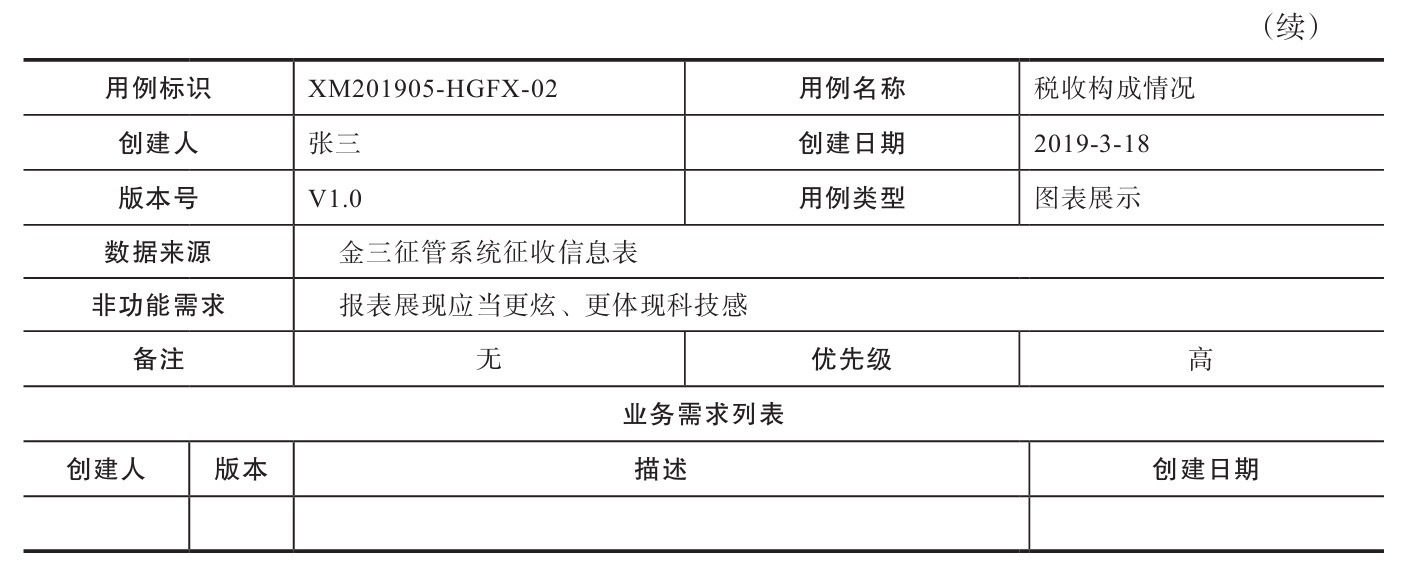 （续）
用例标识 XM201905-HGFX-02 用例名称 税收构成情况
创建人 张三 创建日期 2019-3-18
版本号 V1.0 用例类型 图表展示
数据来源 金三征管系统征收信息表
非功能需求 报表展现应当更炫、更体现科技感
备注 无 优先级 高
业务需求列表
创建人 版本 描述 创建日期